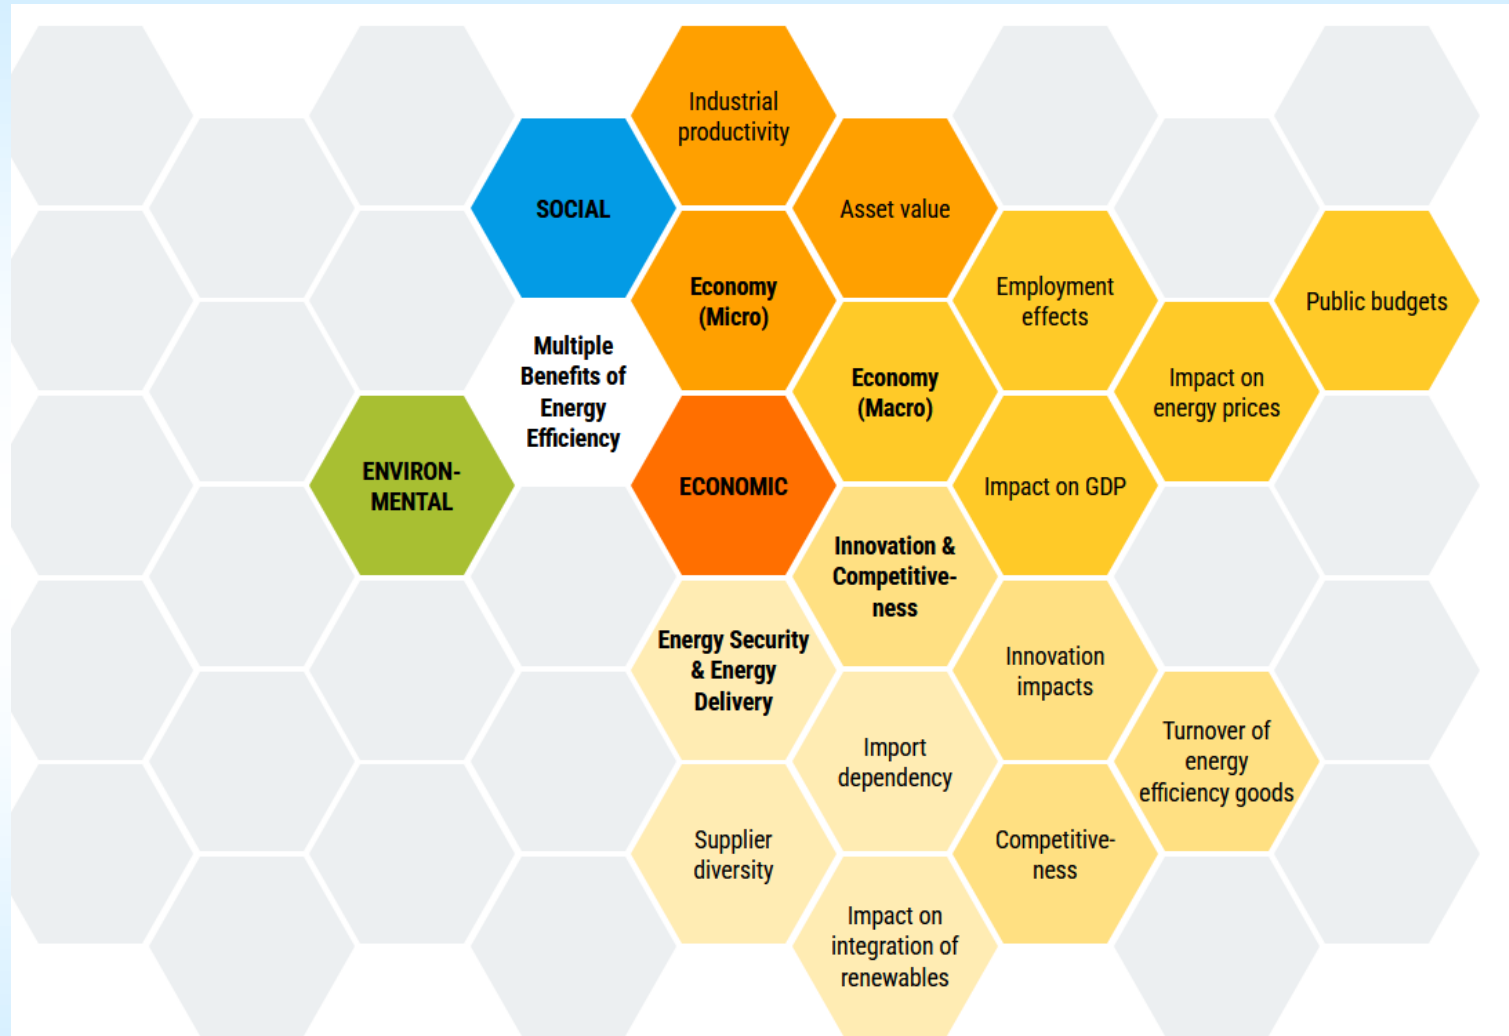 Industrial
productivity
SOCIAL
Asset value
Economy
(Micro)
Employment
effects
Public budgets
Multiple
Benefits of
Energy
Efficiency
Economy
(Macro)
Impact on
energy prices
ENVIRON-
MENTAL
ECONOMIC
Impact on GDP
Innovation &
Competitive-
ness
Energy Security
& Energy
Delivery
Innovation
impacts
Import
dependency
Turnover of
energy
efficiency goods
Supplier
diversity
Competitive-
ness
Impact on
integration of
renewables